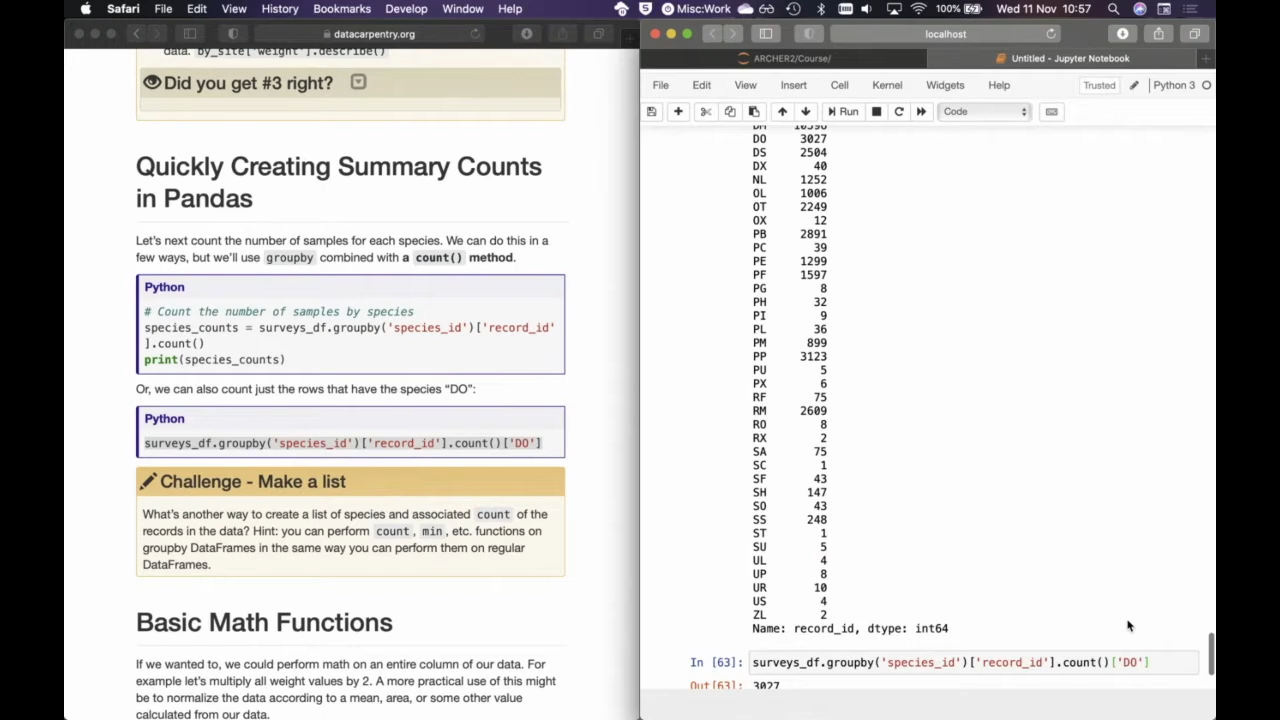 Safari File Edit View History Bookmarks Develop Window Help Misc:Work 100% Wed 11 Nov 10:57
datacarpentry.org
data. by_site['weight'].describe()
Did you get #3 right?
Quickly Creating Summary Counts
in Pandas
Let's next count the number of samples for each species. We can do this in a
few ways, but we'll use groupby combined with a count() method.
Python
# Count the number of samples by species
species_counts = surveys_df.groupby('species_id')['record_id'
].count()
print(species_counts)
Or, we can also count just the rows that have the species “DO”:
Python
surveys_df.groupby('species_id')['record_id'].count()['DO']
Challenge - Make a list
What's another way to create a list of species and associated count of the
records in the data? Hint: you can perform count, min, etc. functions on
groupby DataFrames in the same way you can perform them on regular
DataFrames.
Basic Math Functions
If we wanted to, we could perform math on an entire column of our data. For
example let's multiply all weight values by 2. A more practical use of this might
be to normalize the data according to a mean, area, or some other value
calculated from our data.
localhost
ARCHER2/Course/ Untitled - Jupyter Notebook
File Edit View Insert Cell Kernel Widgets Help Trusted Python 3
Run Code
DM 10596
DO 3027
DS 2504
DX 40
NL 1252
OL 1006
OT 2249
OX 12
PB 2891
PC 39
PE 1299
PF 1597
PG 8
PH 32
PI 9
PL 36
PM 899
PP 3123
PU 5
PX 6
RF 75
RM 2609
RO 8
RX 2
SA 75
SC 1
SF 43
SH 147
SO 43
SS 248
ST 1
SU 5
UL 4
UP 8
UR 10
US 4
ZL 2
Name: record_id, dtype: int64
In [63]: surveys_df.groupby('species_id')['record_id'].count()['DO']
Out[63]: 3027